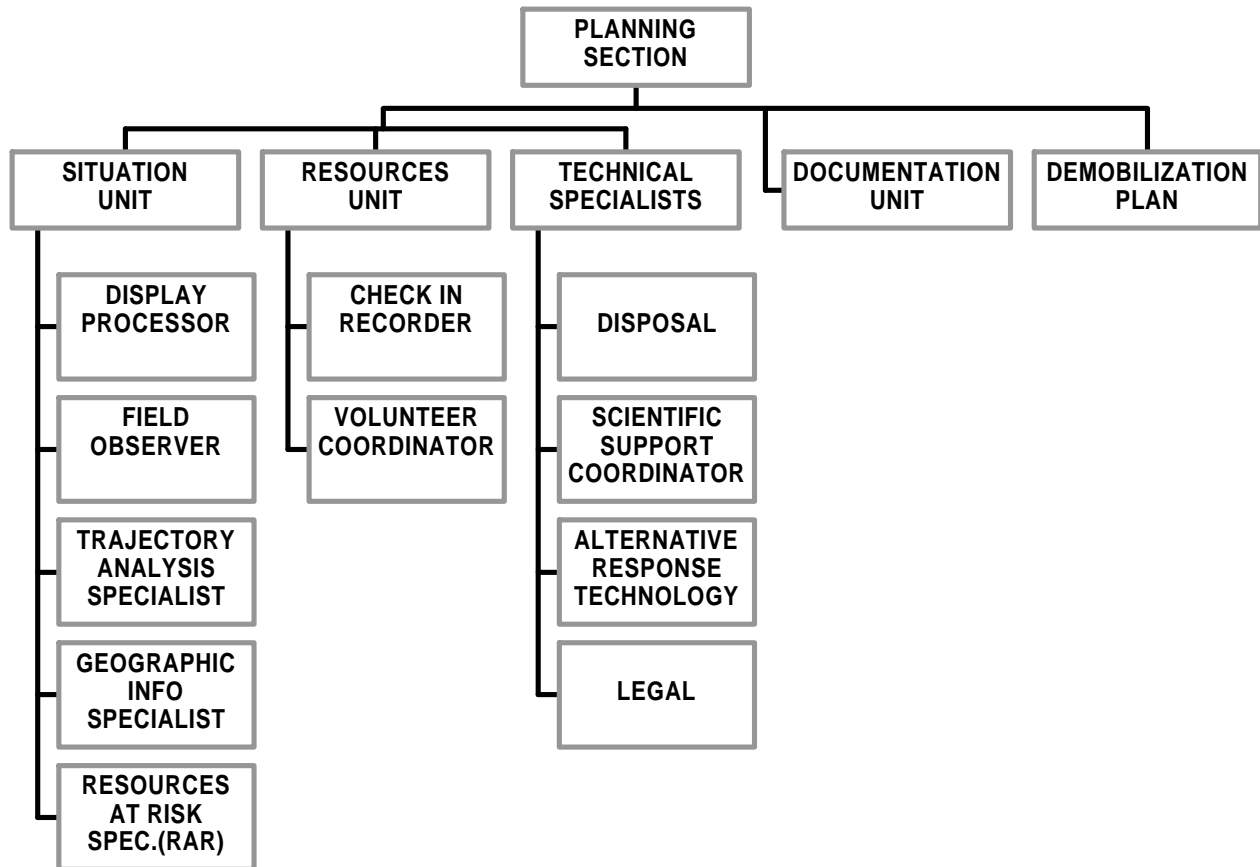 PLANNING
SECTION
SITUATION
UNIT
RESOURCES
UNIT
TECHNICAL
SPECIALISTS
DOCUMENTATION
UNIT
DEMOBILIZATION
PLAN
DISPLAY
PROCESSOR
FIELD
OBSERVER
TRAJECTORY
ANALYSIS
SPECIALIST
GEOGRAPHIC
INFO
SPECIALIST
RESOURCES
AT RISK
SPEC.(RAR)
CHECK IN
RECORDER
VOLUNTEER
COORDINATOR
DISPOSAL
SCIENTIFIC
SUPPORT
COORDINATOR
ALTERNATIVE
RESPONSE
TECHNOLOGY
LEGAL